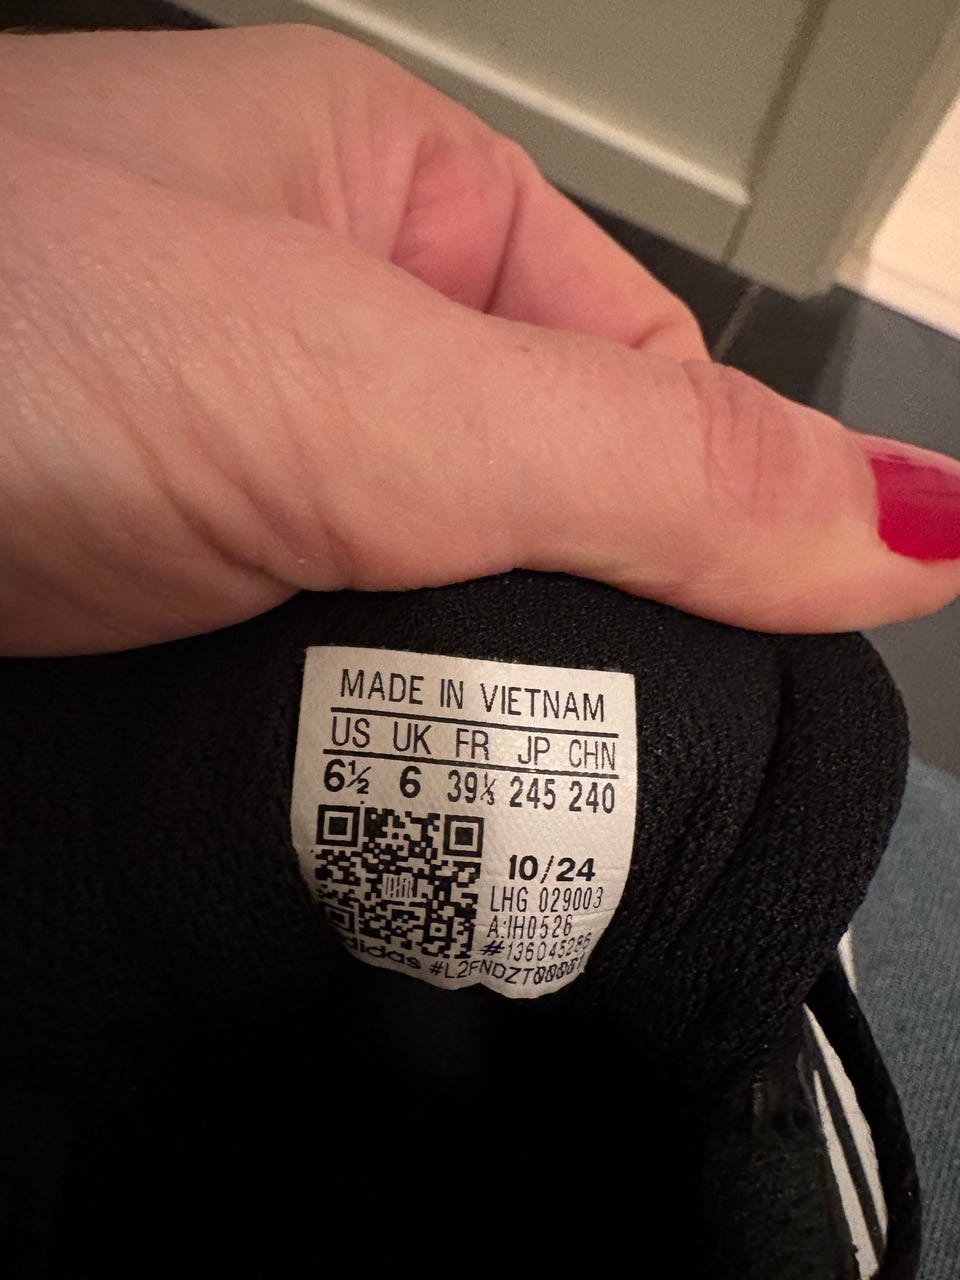 MADE IN VIETNAM
US UK FR JP CHN
6½ 6 39⅓ 245 240
10/24
LHG 029003
A:IH0526
#136045286
adidas